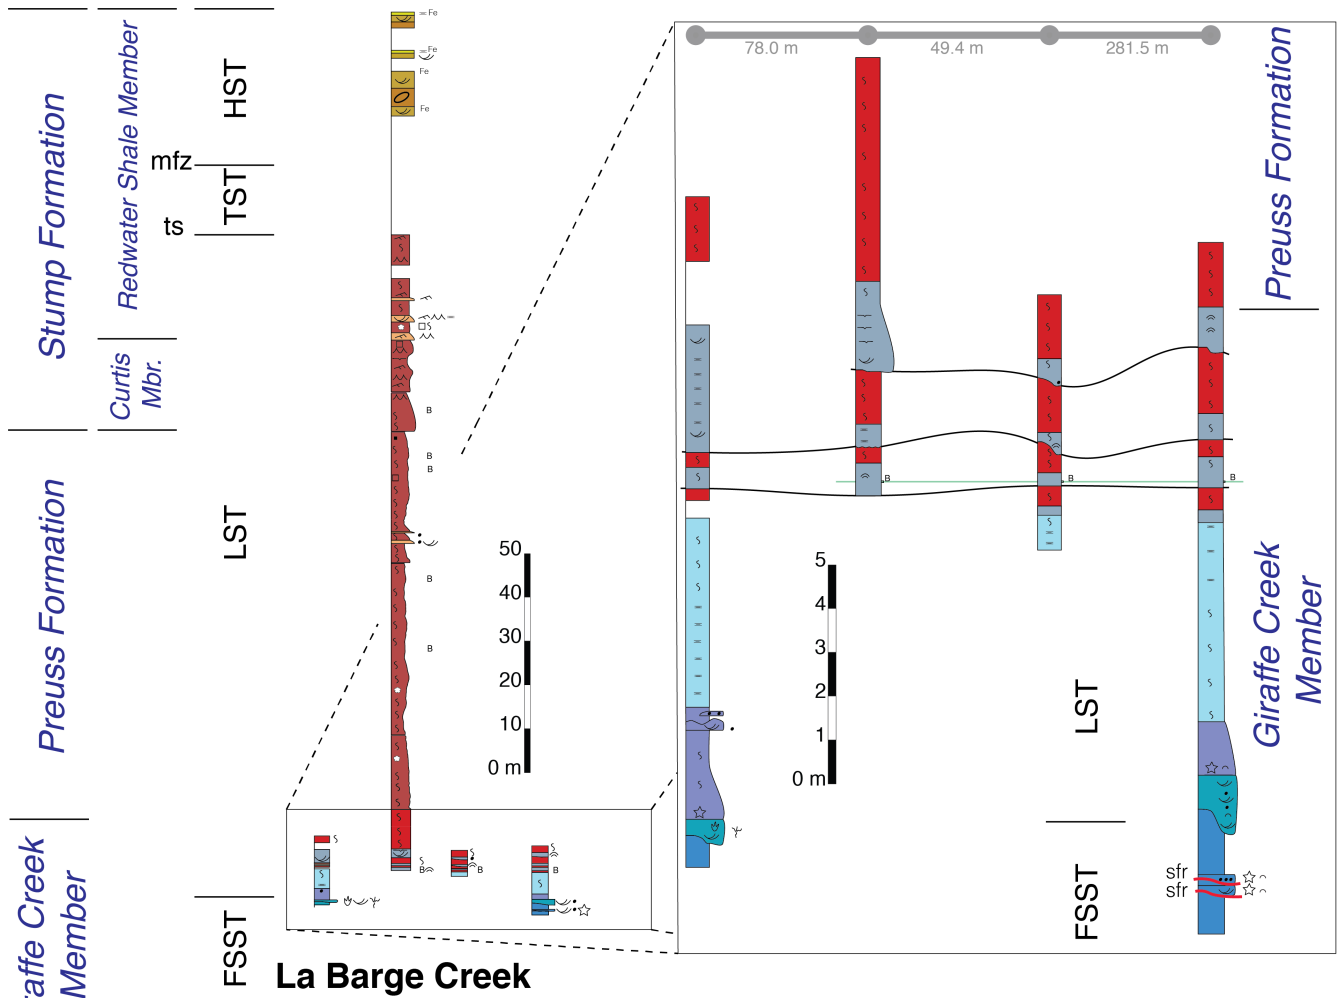 Stump Formation
Redwater Shale Member
Curtis
Mbr.
Preuss Formation
affe Creek
Member
HST
mfz
TST
ts
LST
FSST
Fe
Fe
Fe
Fe
B
B
B
B
B
50
40
30
20
10
0 m
B
B
B
La Barge Creek
78.0 m
49.4 m
281.5 m
Preuss Formation
B
B
B
5
4
3
2
1
0 m
Giraffe Creek
Member
LST
FSST
sfr
sfr